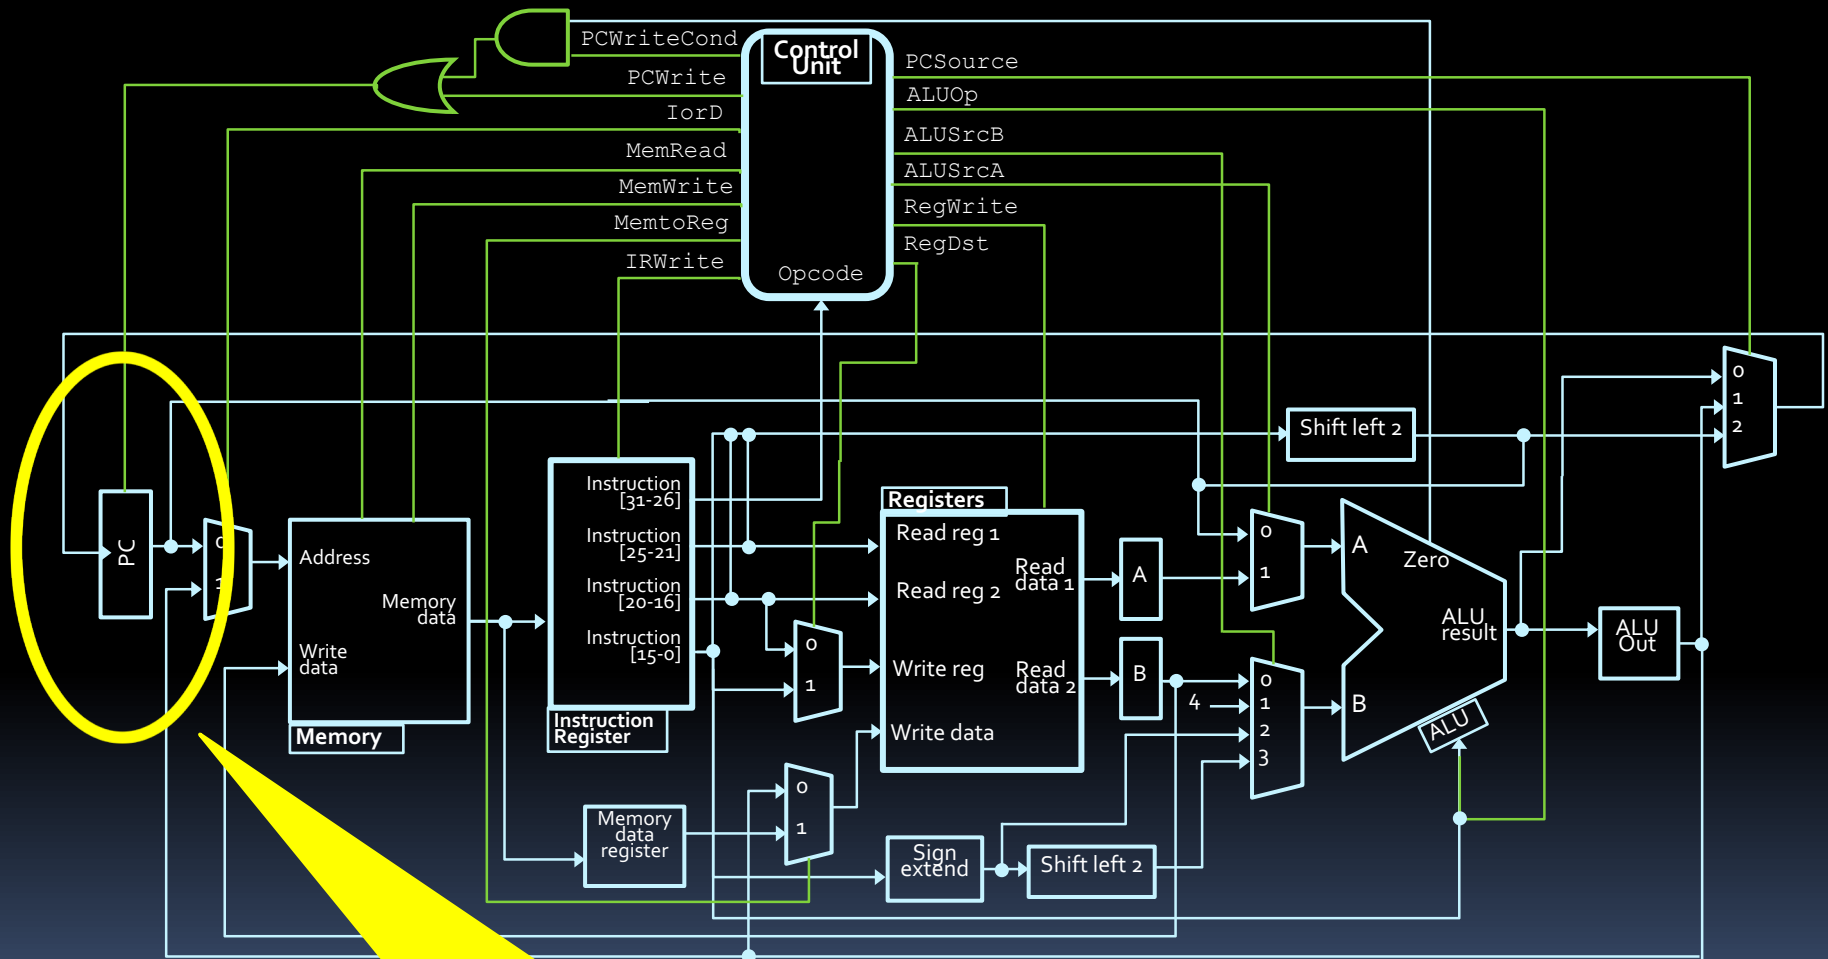 PCWriteCond
PCWrite
IorD
MemRead
MemWrite
MemtoReg
IRWrite
Control
Unit
Opcode
PCSource
ALUOp
ALUSrcB
ALUSrcA
RegWrite
RegDst
PC
0
1
Address
Memory
data
Write
data
Memory
Instruction
[31-26]
Instruction
[25-21]
Instruction
[20-16]
Instruction
[15-0]
Instruction
Register
Memory
data
register
0
1
0
1
Registers
Read reg 1
Read reg 2
Write reg
Write data
Read
data 1
Read
data 2
Sign
extend
Shift left 2
A
B
4
0
1
0
1
2
3
Shift left 2
A
B
Zero
ALU
result
ALU
ALU
Out
0
1
2